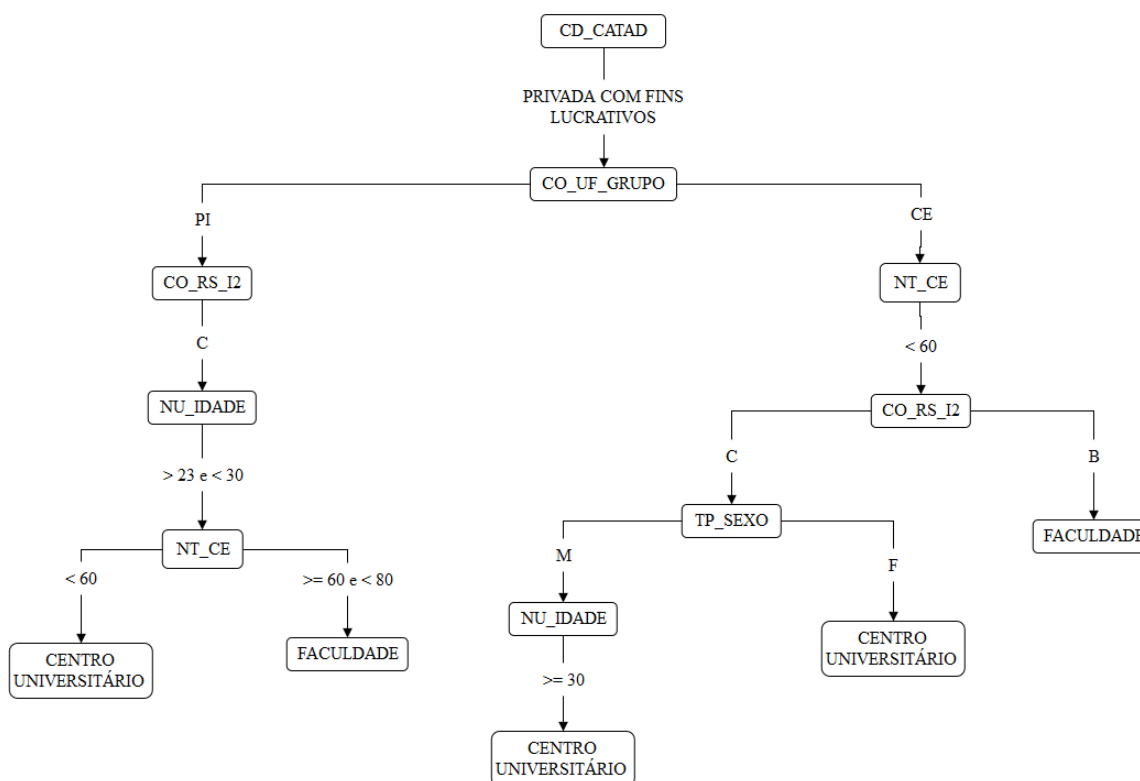 CD_CATAD
PRIVADA COM FINS
LUCRATIVOS
CO_UF_GRUPO
PI
CE
CO_RS_I2
NT_CE
C
< 60
NU_IDADE
CO_RS_I2
C
B
> 23 e < 30
TP_SEXO
FACULDADE
NT_CE
M
F
< 60
>= 60 e < 80
NU_IDADE
CENTRO
UNIVERSITÁRIO
FACULDADE
CENTRO
UNIVERSITÁRIO
>= 30
CENTRO
UNIVERSITÁRIO